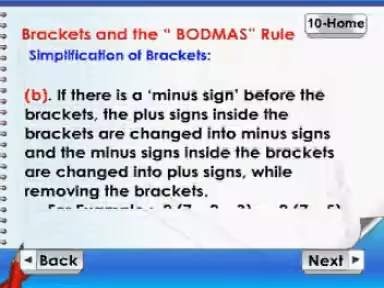 10-Home
Brackets and the “ BODMAS” Rule
Simplification of Brackets:
(b). If there is a ‘minus sign’ before the
brackets, the plus signs inside the
brackets are changed into minus signs
and the minus signs inside the brackets
are changed into plus signs, while
removing the brackets.
For Example :
Back
Next